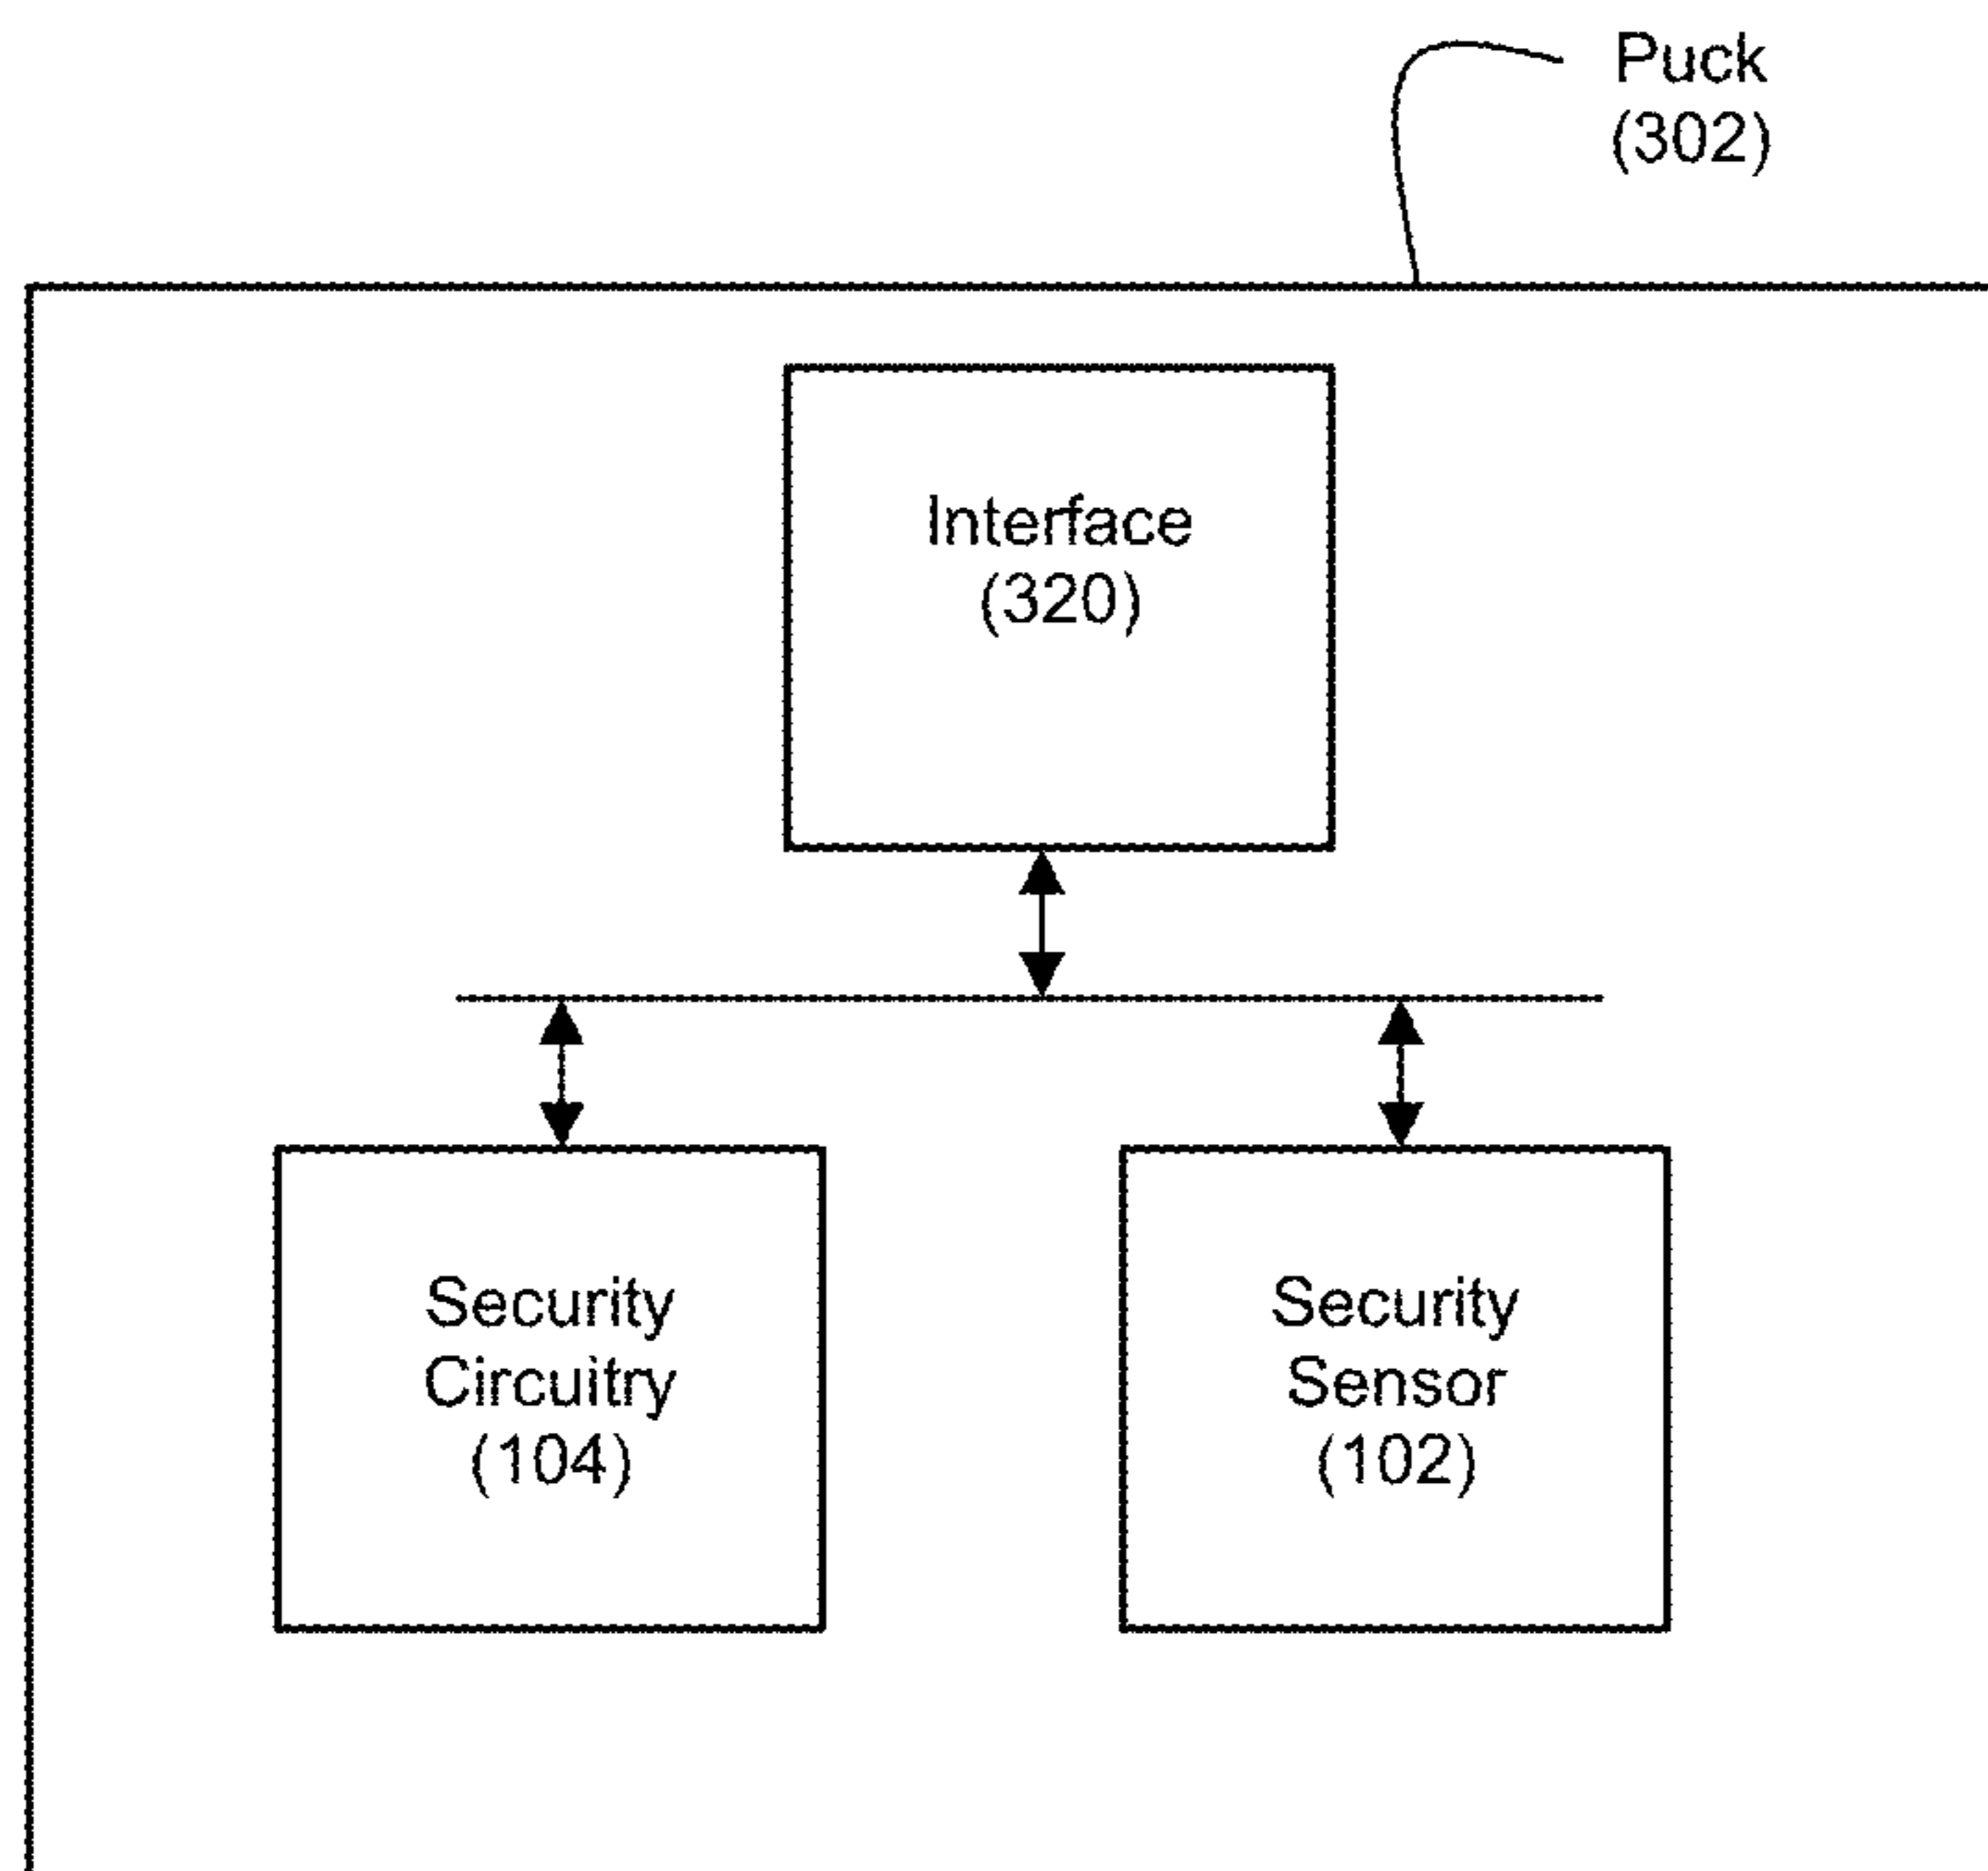 Puck
(302)
Interface
(320)
Security
Circuitry
(104)
Security
Sensor
(102)